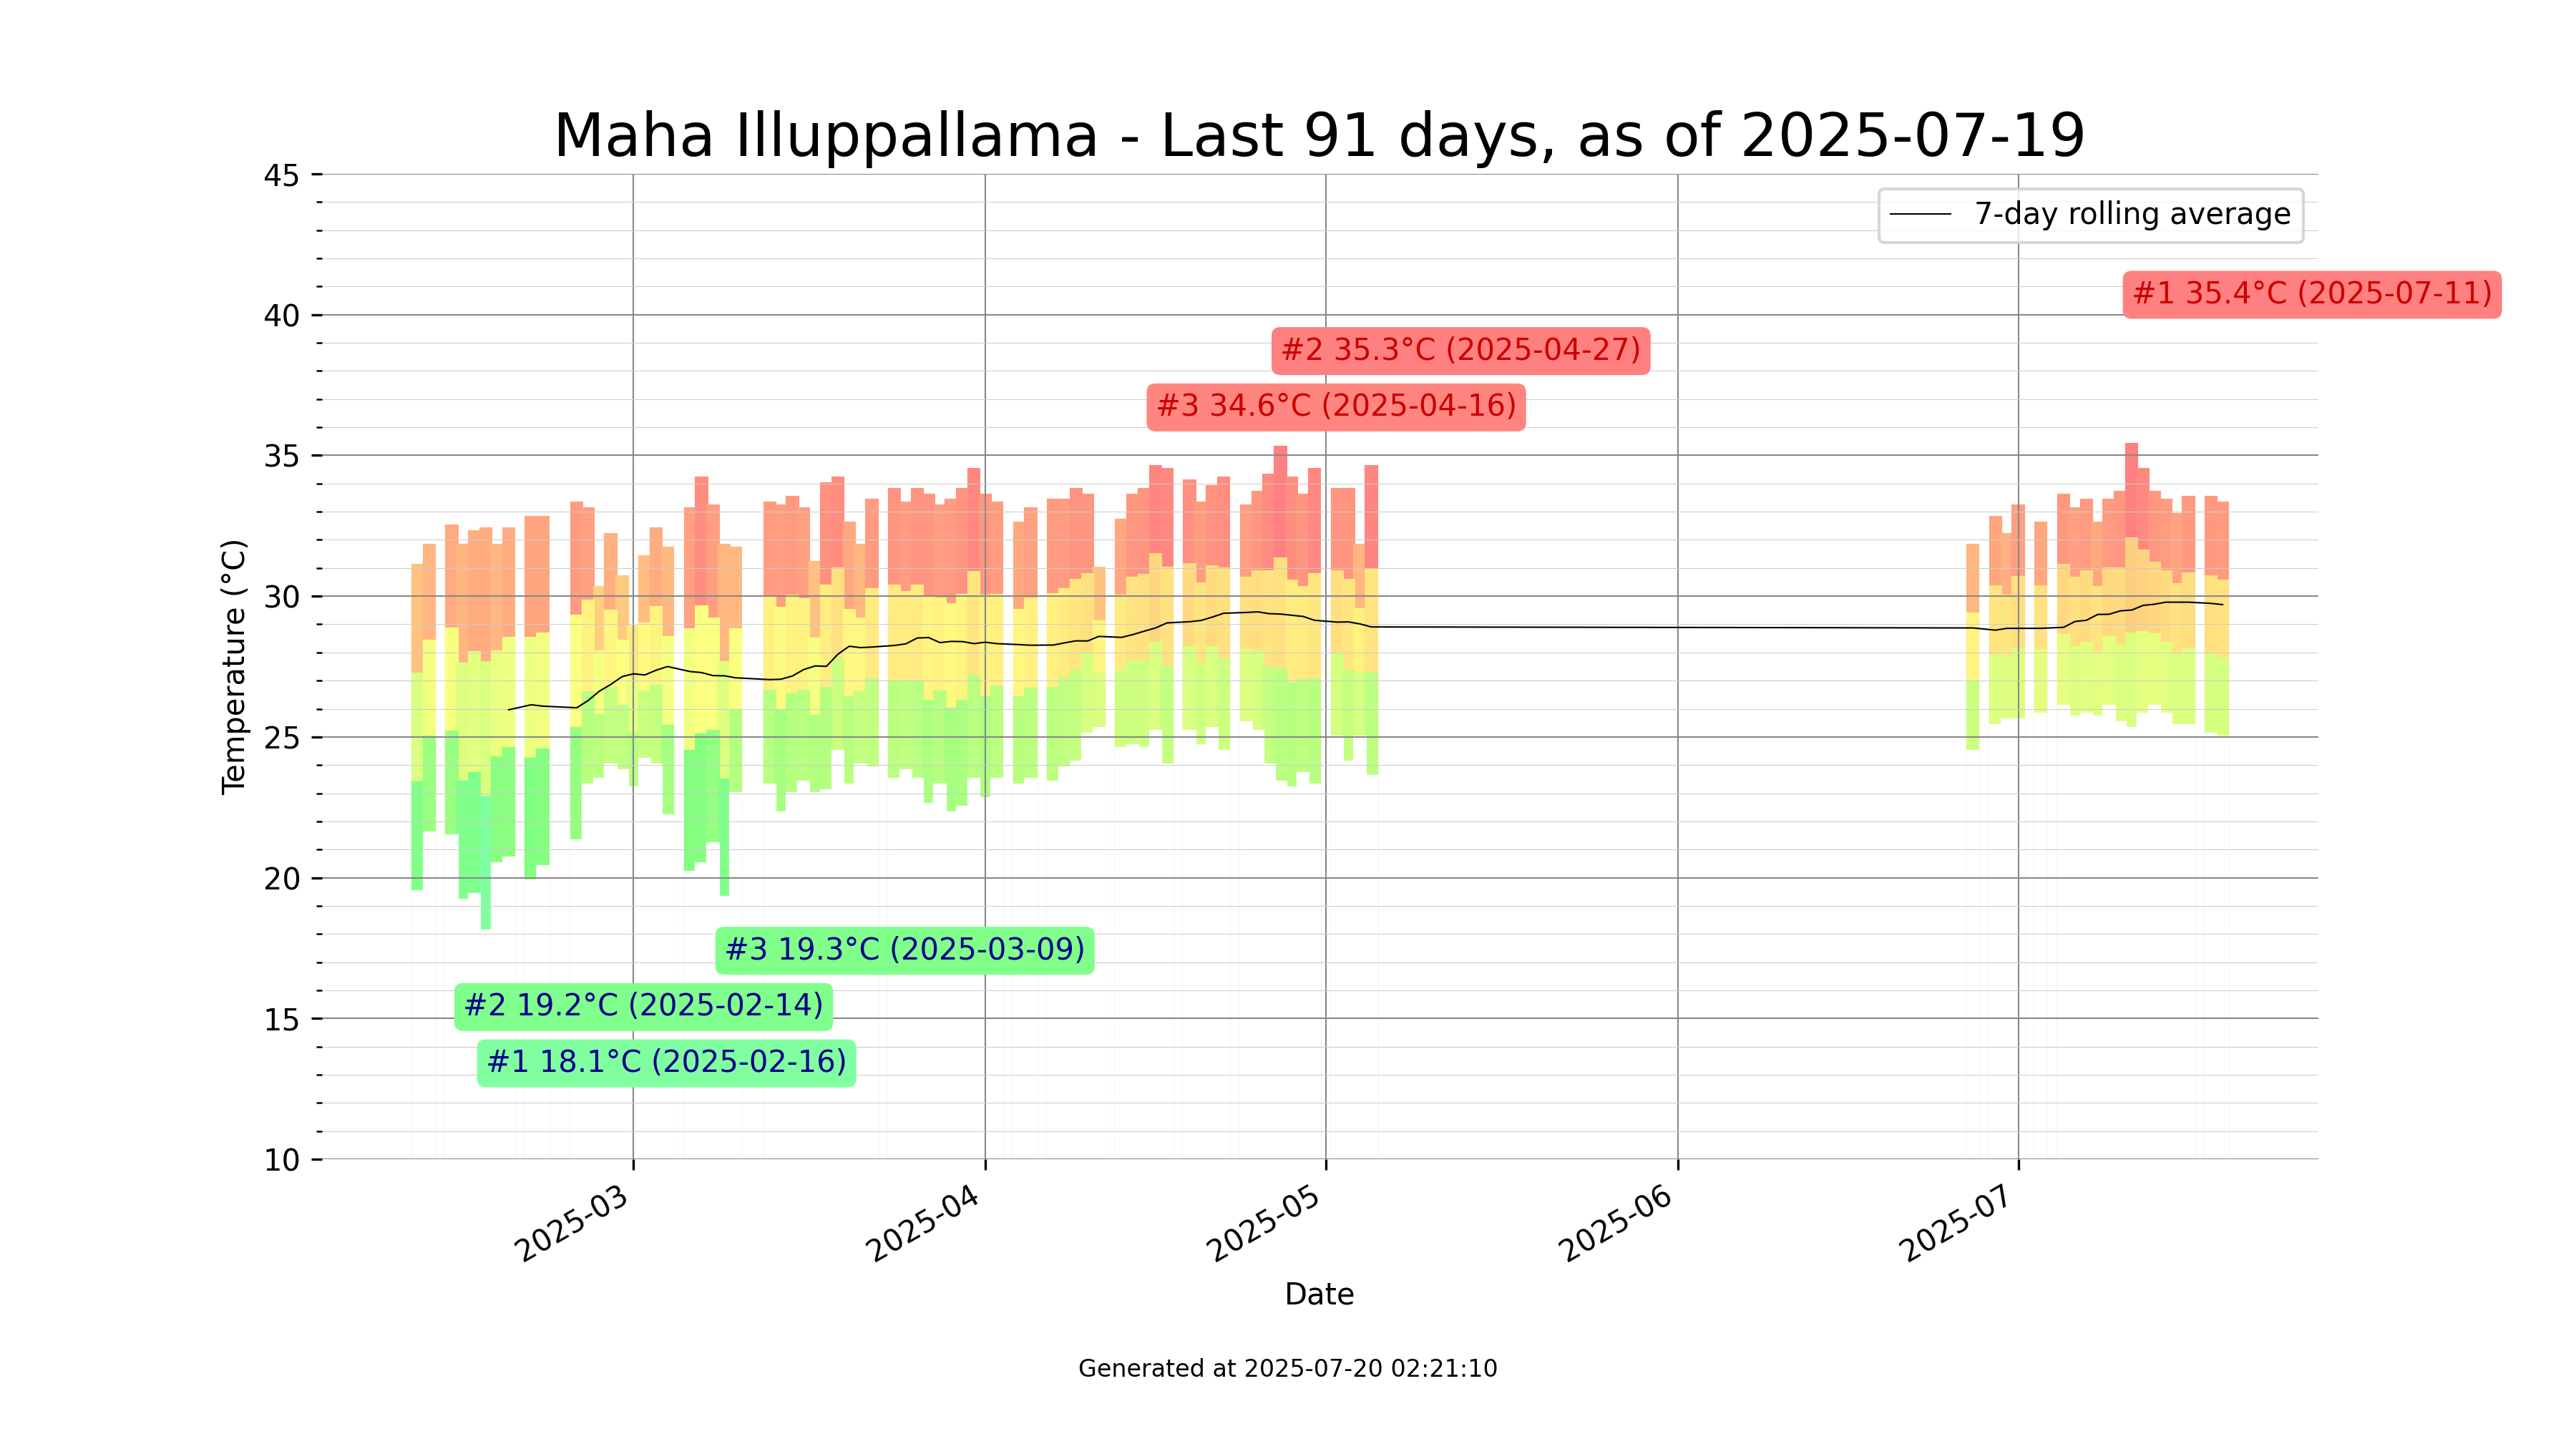 Maha Illuppallama - Last 91 days, as of 2025-07-19
7-day rolling average
#1 35.4°C (2025-07-11)
#2 35.3°C (2025-04-27)
#3 34.6°C (2025-04-16)
#3 19.3°C (2025-03-09)
#2 19.2°C (2025-02-14)
#1 18.1°C (2025-02-16)
Temperature (°C)
45
40
35
30
25
20
15
10
2025-03
2025-04
2025-05
2025-06
2025-07
Date
Generated at 2025-07-20 02:21:10